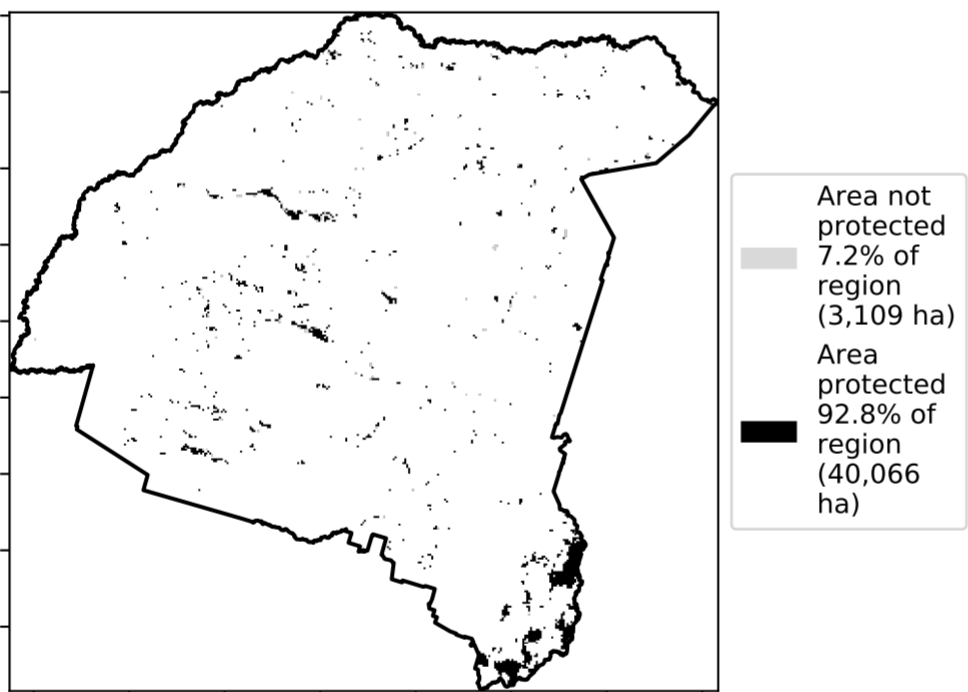 Area not
protected
7.2% of
region
(3,109 ha)
Area
protected
92.8% of
region
(40,066
ha)